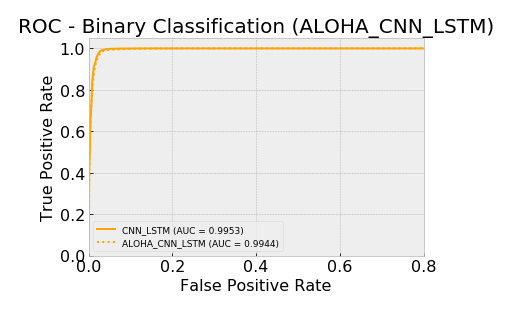 ROC - Binary Classification (ALOHA_CNN_LSTM)
True Positive Rate
1.0
0.8
0.6
0.4
0.2
0.0
CNN_LSTM (AUC = 0.9953)
ALOHA_CNN_LSTM (AUC = 0.9944)
0.0 0.2 0.4 0.6 0.8
False Positive Rate